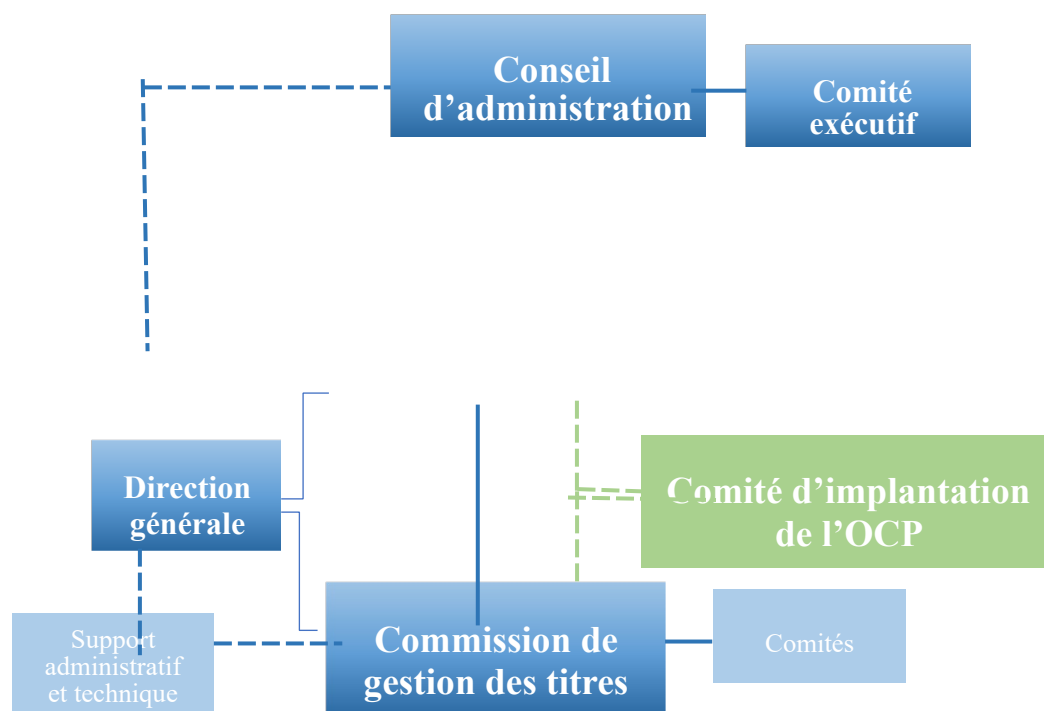 Conseil
d’administration
Comité
exécutif
Direction
générale
Comité d’implantation
de l’OCP
Support
administratif
et technique
Commission de
gestion des titres
Comités